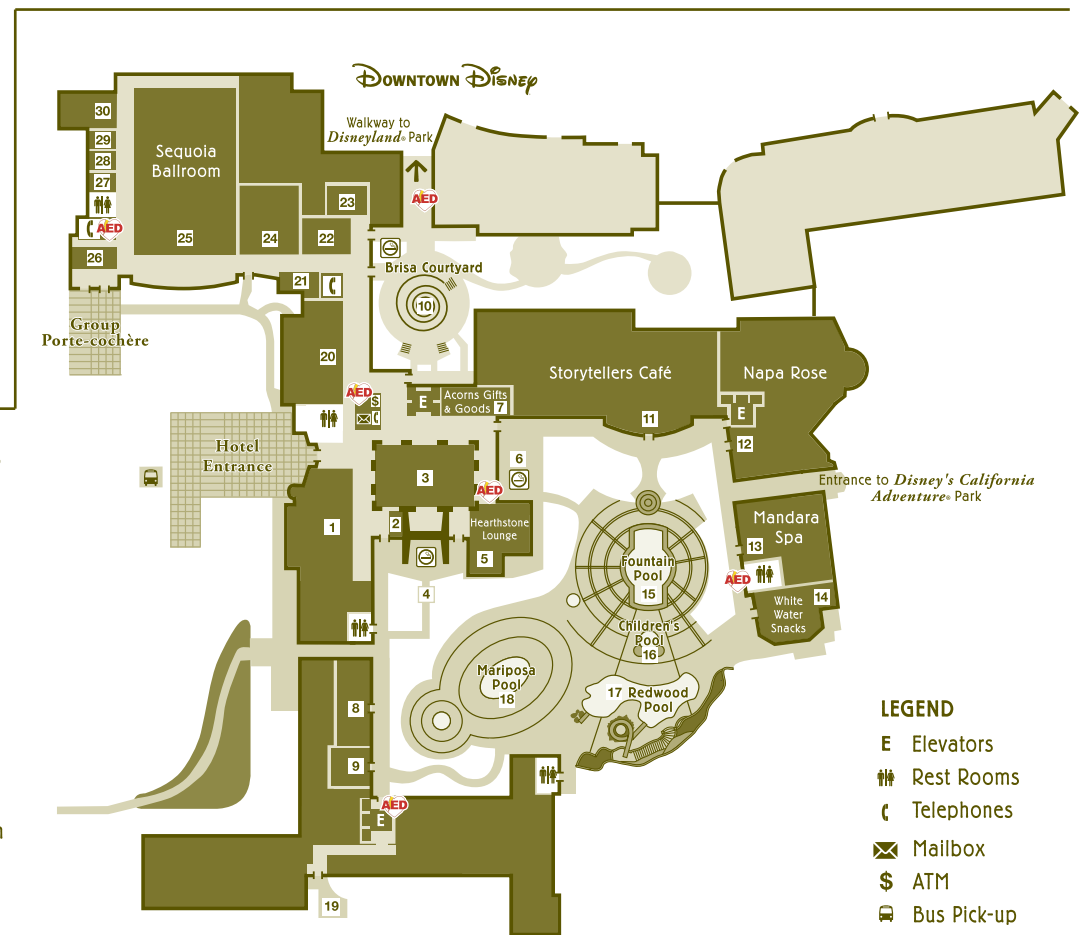 DOWNTOWN DISNEY
Walkway to
Disneyland® Park
AED
30
29
28
27
AED
26
Sequoia
Ballroom
25
24
23
22
21
Brisa Courtyard
10
Group
Porte-cochère
20
AED
$
E
Acorns Gifts
& Goods
7
Storytellers Café
11
Napa Rose
E
12
Hotel
Entrance
3
6
AED
Entrance to Disney's California
Adventure® Park
1
2
Hearthstone
Lounge
5
4
Mandara
Spa
13
AED
White
Water
Snacks
14
Fountain
Pool
15
Children's
Pool
16
Mariposa
Pool
18
17 Redwood
Pool
8
9
AED
E
19
LEGEND
E Elevators
Rest Rooms
Telephones
Mailbox
$ ATM
Bus Pick-up